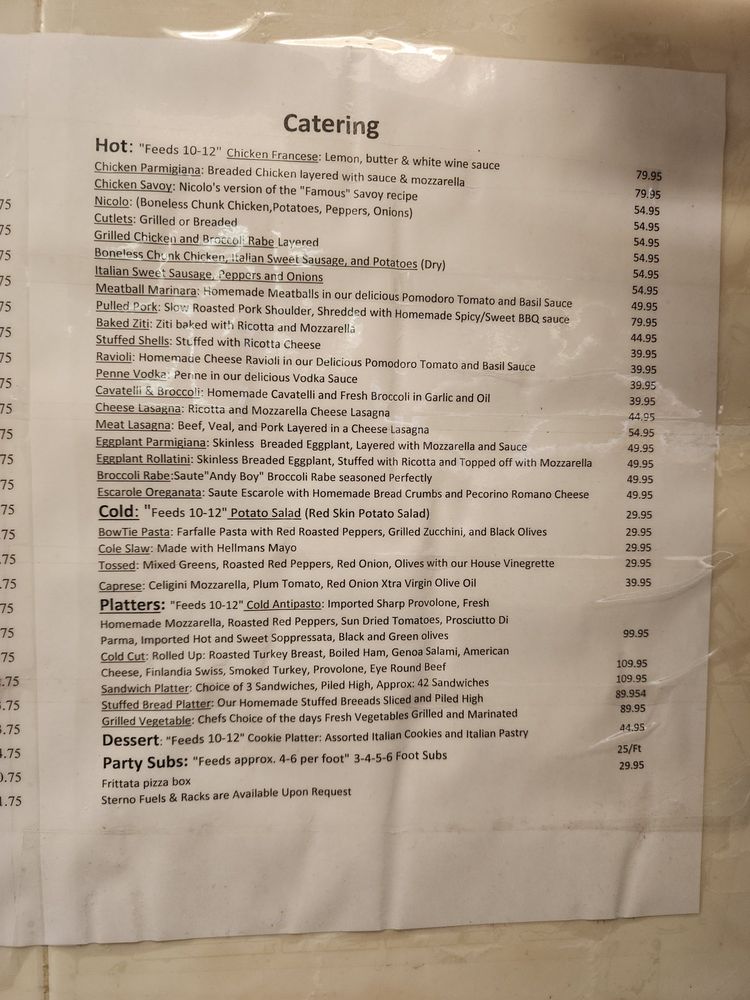 Catering
Hot: "Feeds 10-12" Chicken Francese: Lemon, butter & white wine sauce 79.95
Chicken Parmigiana: Breaded Chicken layered with sauce & mozzarella 79.95
Chicken Savoy: Nicolo's version of the "Famous" Savoy recipe 54.95
Nicolo: (Boneless Chunk Chicken,Potatoes, Peppers, Onions) 54.95
Cutlets: Grilled or Breaded 54.95
Grilled Chicken and Broccoli Rabe Layered 54.95
Boneless Chunk Chicken, Italian Sweet Sausage, and Potatoes (Dry) 54.95
Italian Sweet Sausage, Peppers and Onions 54.95
Meatball Marinara: Homemade Meatballs in our delicious Pomodoro Tomato and Basil Sauce 49.95
Pulled Pork: Slow Roasted Pork Shoulder, Shredded with Homemade Spicy/Sweet BBQ sauce 79.95
Baked Ziti: Ziti baked with Ricotta and Mozzarella 44.95
Stuffed Shells: Stuffed with Ricotta Cheese 39.95
Ravioli: Homemade Cheese Ravioli in our Delicious Pomodoro Tomato and Basil Sauce 39.95
Penne Vodka: Penne in our delicious Vodka Sauce 39.95
Cavatelli & Broccoli: Homemade Cavatelli and Fresh Broccoli in Garlic and Oil 39.95
Cheese Lasagna: Ricotta and Mozzarella Cheese Lasagna 44.95
Meat Lasagna: Beef, Veal, and Pork Layered in a Cheese Lasagna 54.95
Eggplant Parmigiana: Skinless Breaded Eggplant, Layered with Mozzarella and Sauce 49.95
Eggplant Rollatini: Skinless Breaded Eggplant, Stuffed with Ricotta and Topped off with Mozzarella 49.95
Broccoli Rabe:Saute"Andy Boy" Broccoli Rabe seasoned Perfectly 49.95
Escarole Oreganata: Saute Escarole with Homemade Bread Crumbs and Pecorino Romano Cheese 49.95
Cold: "Feeds 10-12" Potato Salad (Red Skin Potato Salad) 29.95
BowTie Pasta: Farfalle Pasta with Red Roasted Peppers, Grilled Zucchini, and Black Olives 29.95
Cole Slaw: Made with Hellmans Mayo 29.95
Tossed: Mixed Greens, Roasted Red Peppers, Red Onion, Olives with our House Vinegrette 29.95
Caprese: Celigini Mozzarella, Plum Tomato, Red Onion Xtra Virgin Olive Oil 39.95
Platters: "Feeds 10-12" Cold Antipasto: Imported Sharp Provolone, Fresh
Homemade Mozzarella, Roasted Red Peppers, Sun Dried Tomatoes, Prosciutto Di
Parma, Imported Hot and Sweet Soppressata, Black and Green olives 99.95
Cold Cut: Rolled Up: Roasted Turkey Breast, Boiled Ham, Genoa Salami, American
Cheese, Finlandia Swiss, Smoked Turkey, Provolone, Eye Round Beef 109.95
Sandwich Platter: Choice of 3 Sandwiches, Piled High, Approx: 42 Sandwiches 109.95
Stuffed Bread Platter: Our Homemade Stuffed Breeads Sliced and Piled High 89.954
Grilled Vegetable: Chefs Choice of the days Fresh Vegetables Grilled and Marinated 89.95
Dessert: "Feeds 10-12" Cookie Platter: Assorted Italian Cookies and Italian Pastry 44.95
Party Subs: "Feeds approx. 4-6 per foot" 3-4-5-6 Foot Subs 25/Ft
Frittata pizza box 29.95
Sterno Fuels & Racks are Available Upon Request